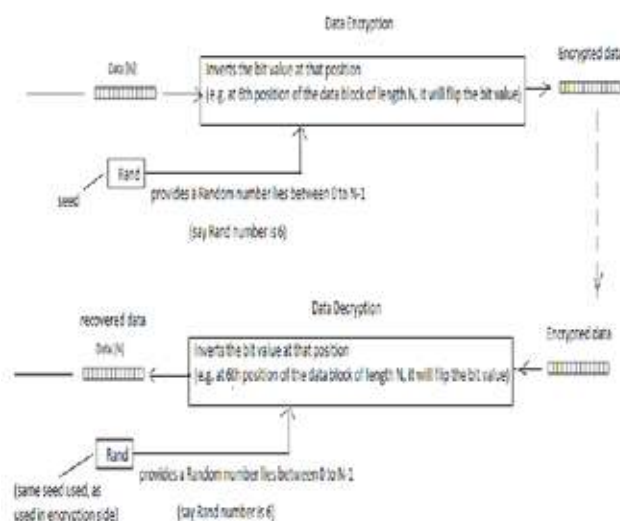 Data Encryption
Data [N]
Inverts the bit value at that position
(e.g. at 6th position of the data block of length N, it will flip the bit value)
Encrypted data
Rand
seed
provides a Random number lies between 0 to N-1
(say Rand number is 6)
Data Decryption
recovered data
Data [N]
Inverts the bit value at that position
(e.g. at 6th position of the data block of length N, it will flip the bit value)
Encrypted data
Rand
(same seed used, as
used in encryption side)
provides a Random number lies between 0 to N-1
(say Rand number is 6)